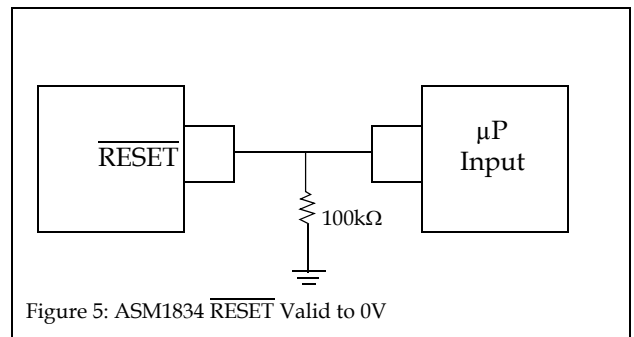 RESET
µP
Input
100kΩ
Figure 5: ASM1834 RESET Valid to 0V